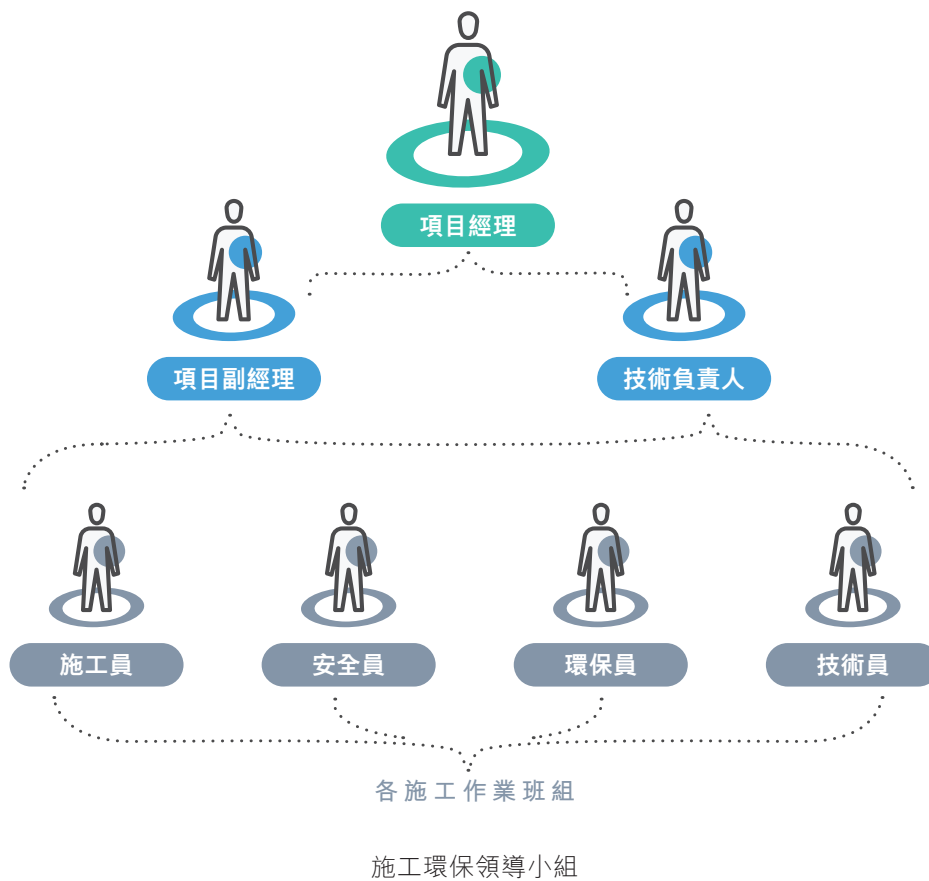 項目經理
項目副經理
技術負責人
施工員
安全員
環保員
技術員
各施工作業班組
施工環保領導小組